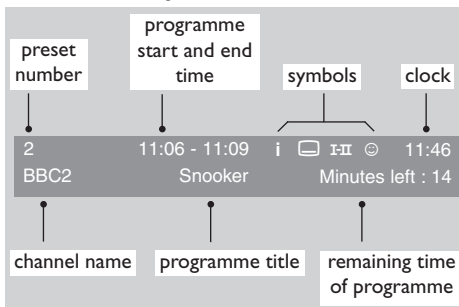 preset number
programme start and end time
symbols
clock
2 11:06 - 11:09 i I-II 11:46
BBC2 Snooker Minutes left : 14
channel name
programme title
remaining time of programme